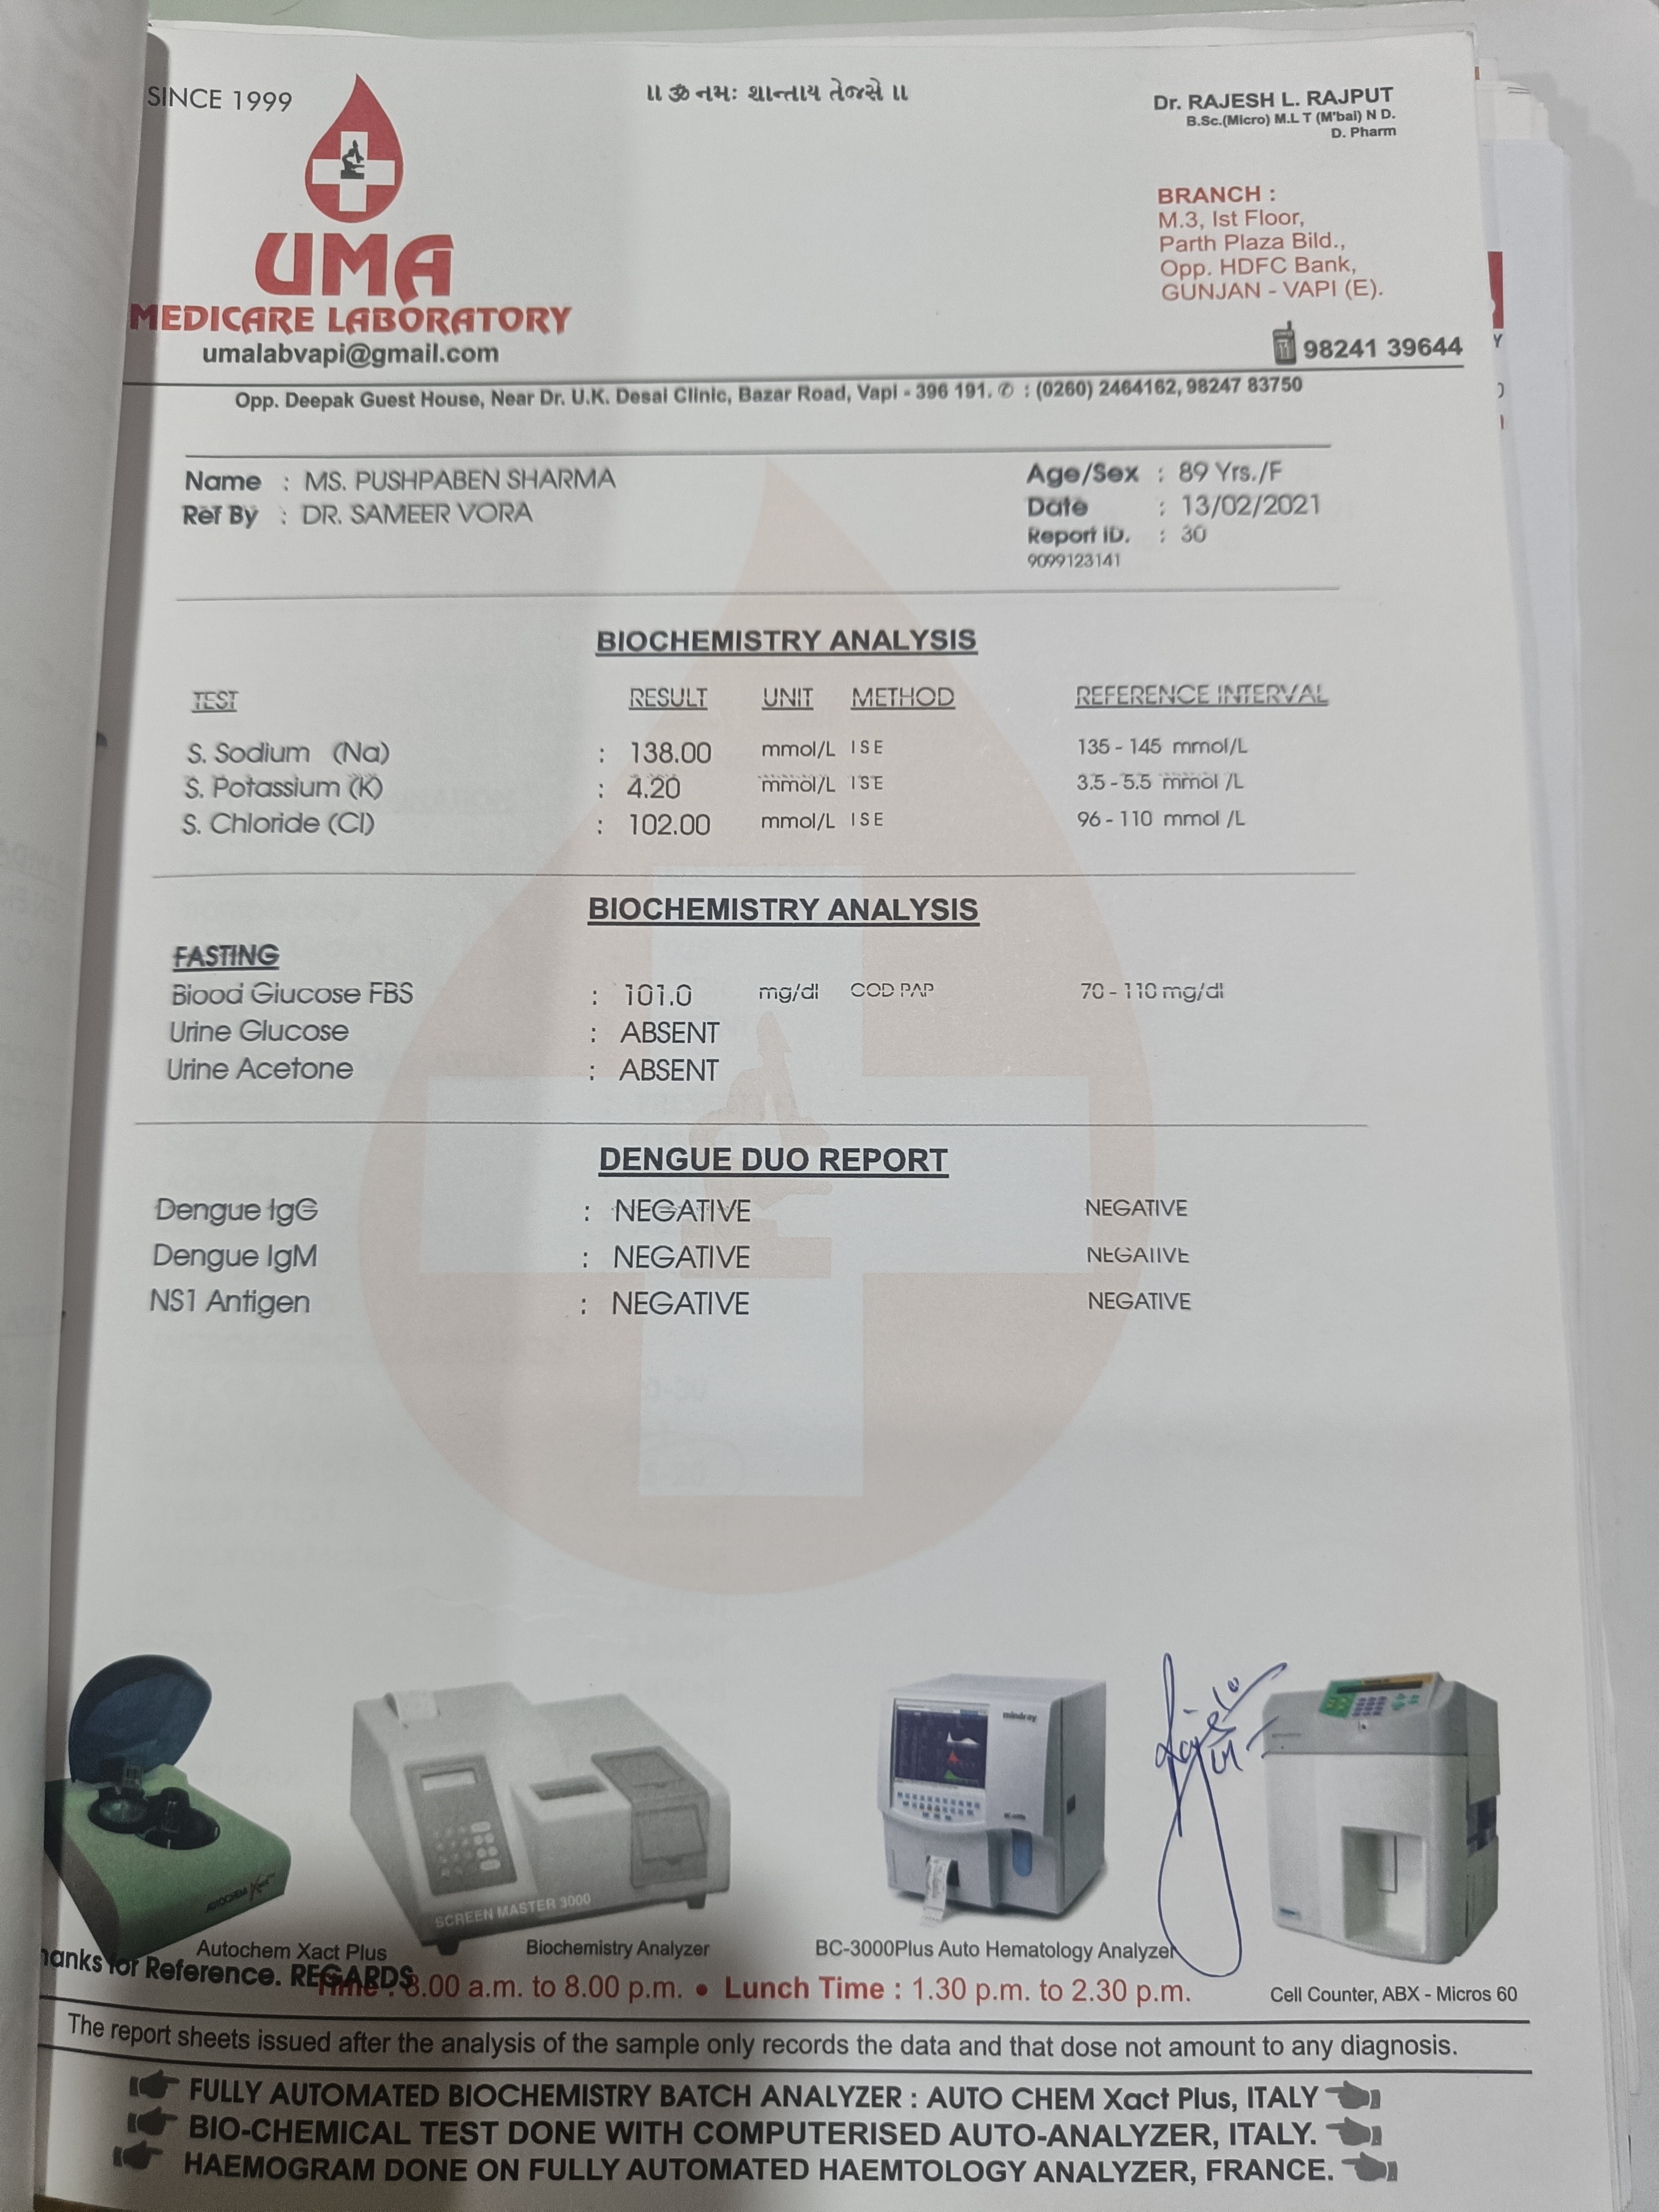 SINCE 1999
॥ ॐ નમઃ શાન્તાય તેજસે ॥
Dr. RAJESH L. RAJPUT
B.Sc.(Micro) M.L T (M'bai) N D.
D. Pharm
UMA
MEDICARE LABORATORY
umalabvapi@gmail.com
BRANCH :
M.3, Ist Floor,
Parth Plaza Bild.,
Opp. HDFC Bank,
GUNJAN - VAPI (E).
98241 39644
Opp. Deepak Guest House, Near Dr. U.K. Desai Clinic, Bazar Road, Vapi - 396 191. ✆ : (0260) 2464162, 98247 83750
Name : MS. PUSHPABEN SHARMA Age/Sex : 89 Yrs./F
Ref By : DR. SAMEER VORA Date : 13/02/2021
Report ID. : 30
9099123141
BIOCHEMISTRY ANALYSIS
TEST RESULT UNIT METHOD REFERENCE INTERVAL
S. Sodium (Na) : 138.00 mmol/L I S E 135 - 145 mmol/L
S. Potassium (K) : 4.20 mmol/L I S E 3.5 - 5.5 mmol /L
S. Chloride (Cl) : 102.00 mmol/L I S E 96 - 110 mmol /L
BIOCHEMISTRY ANALYSIS
FASTING
Blood Glucose FBS : 101.0 mg/dl COD PAP 70 - 110 mg/dl
Urine Glucose : ABSENT
Urine Acetone : ABSENT
DENGUE DUO REPORT
Dengue IgG : NEGATIVE NEGATIVE
Dengue IgM : NEGATIVE NEGATIVE
NS1 Antigen : NEGATIVE NEGATIVE
mindray
SCREEN MASTER 3000
Autochem Xact Plus Biochemistry Analyzer BC-3000Plus Auto Hematology Analyzer Cell Counter, ABX - Micros 60
hanks for Reference. REGARDS
Time : 8.00 a.m. to 8.00 p.m. • Lunch Time : 1.30 p.m. to 2.30 p.m.
The report sheets issued after the analysis of the sample only records the data and that dose not amount to any diagnosis.
FULLY AUTOMATED BIOCHEMISTRY BATCH ANALYZER : AUTO CHEM Xact Plus, ITALY
BIO-CHEMICAL TEST DONE WITH COMPUTERISED AUTO-ANALYZER, ITALY.
HAEMOGRAM DONE ON FULLY AUTOMATED HAEMTOLOGY ANALYZER, FRANCE.